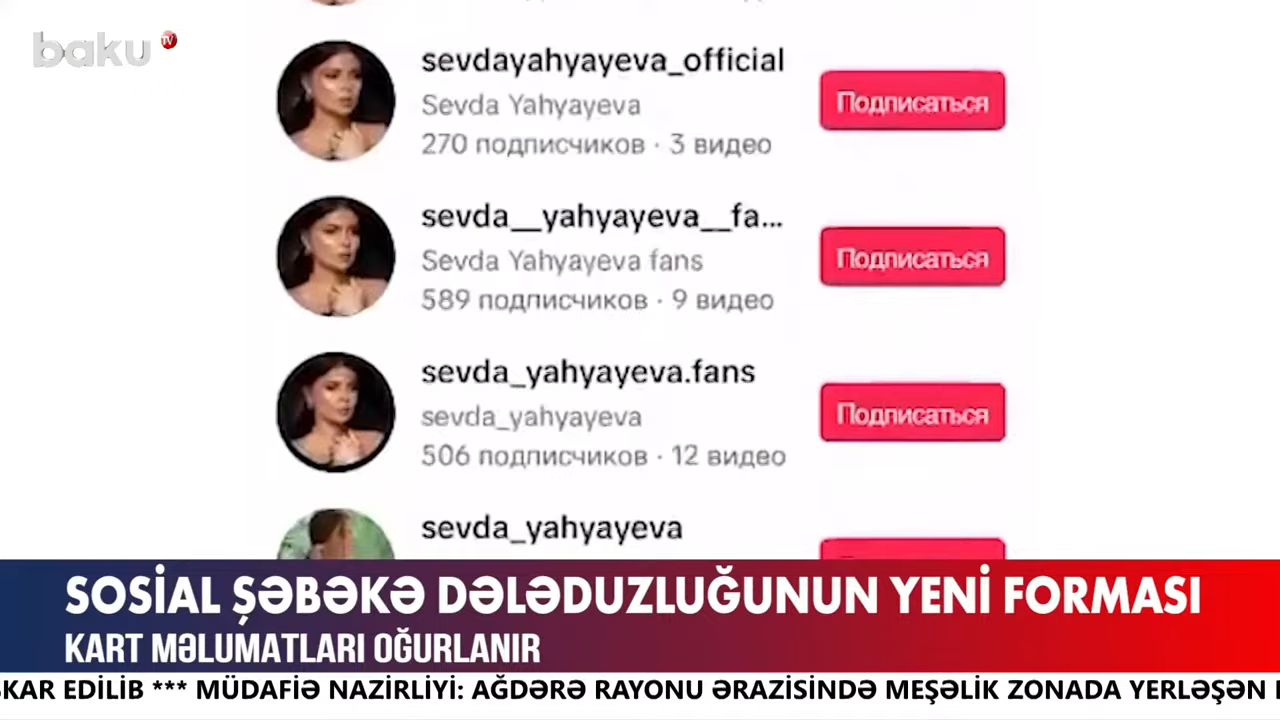 baku TV
sevdayahyayeva_official
Sevda Yahyayeva
270 подписчиков · 3 видео
Подписаться
sevda__yahyayeva__fa...
Sevda Yahyayeva fans
589 подписчиков · 9 видео
Подписаться
sevda_yahyayeva.fans
sevda_yahyayeva
506 подписчиков · 12 видео
Подписаться
sevda_yahyayeva
SOSİAL ŞƏBƏKƏ DƏLƏDUZLUĞUNUN YENİ FORMASI
KART MƏLUMATLARI OĞURLANIR
KAR EDILIB *** MÜDAFİƏ NAZİRLİYİ: AĞDƏRƏ RAYONU ƏRAZİSİNDƏ MEŞƏLİK ZONADA YERLƏŞƏN